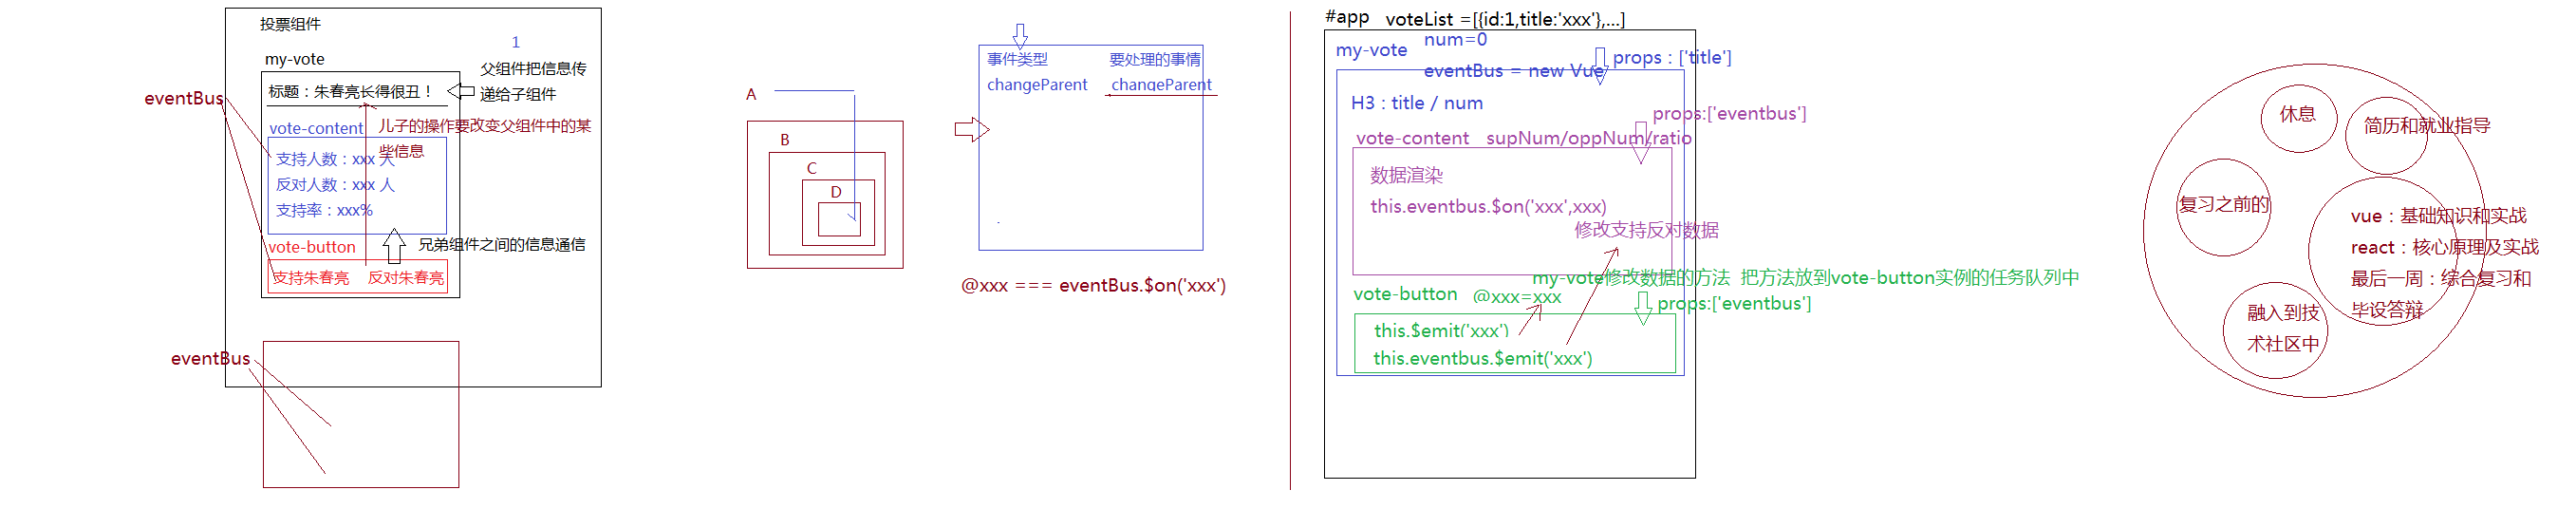 投票组件
my-vote
1
父组件把信息传
递给子组件
标题：朱春亮长得很丑！
eventBus
vote-content
儿子的操作要改变父组件中的某
些信息
支持人数：xxx 人
反对人数：xxx 人
支持率：xxx%
vote-button
兄弟组件之间的信息通信
支持朱春亮
反对朱春亮
eventBus
A
B
C
D
事件类型
要处理的事情
changeParent
changeParent
@xxx === eventBus.$on('xxx')
#app
voteList =[{id:1,title:'xxx'},...]
my-vote
num=0
eventBus = new Vue
props : ['title']
H3 : title / num
props:['eventbus']
vote-content
supNum/oppNum/ratio
数据渲染
this.eventbus.$on('xxx',xxx)
修改支持反对数据
my-vote修改数据的方法 把方法放到vote-button实例的任务队列中
vote-button
@xxx=xxx
props:['eventbus']
this.$emit('xxx')
this.eventbus.$emit('xxx')
休息
简历和就业指导
复习之前的
vue：基础知识和实战
react：核心原理及实战
最后一周：综合复习和
毕设答辩
融入到技
术社区中